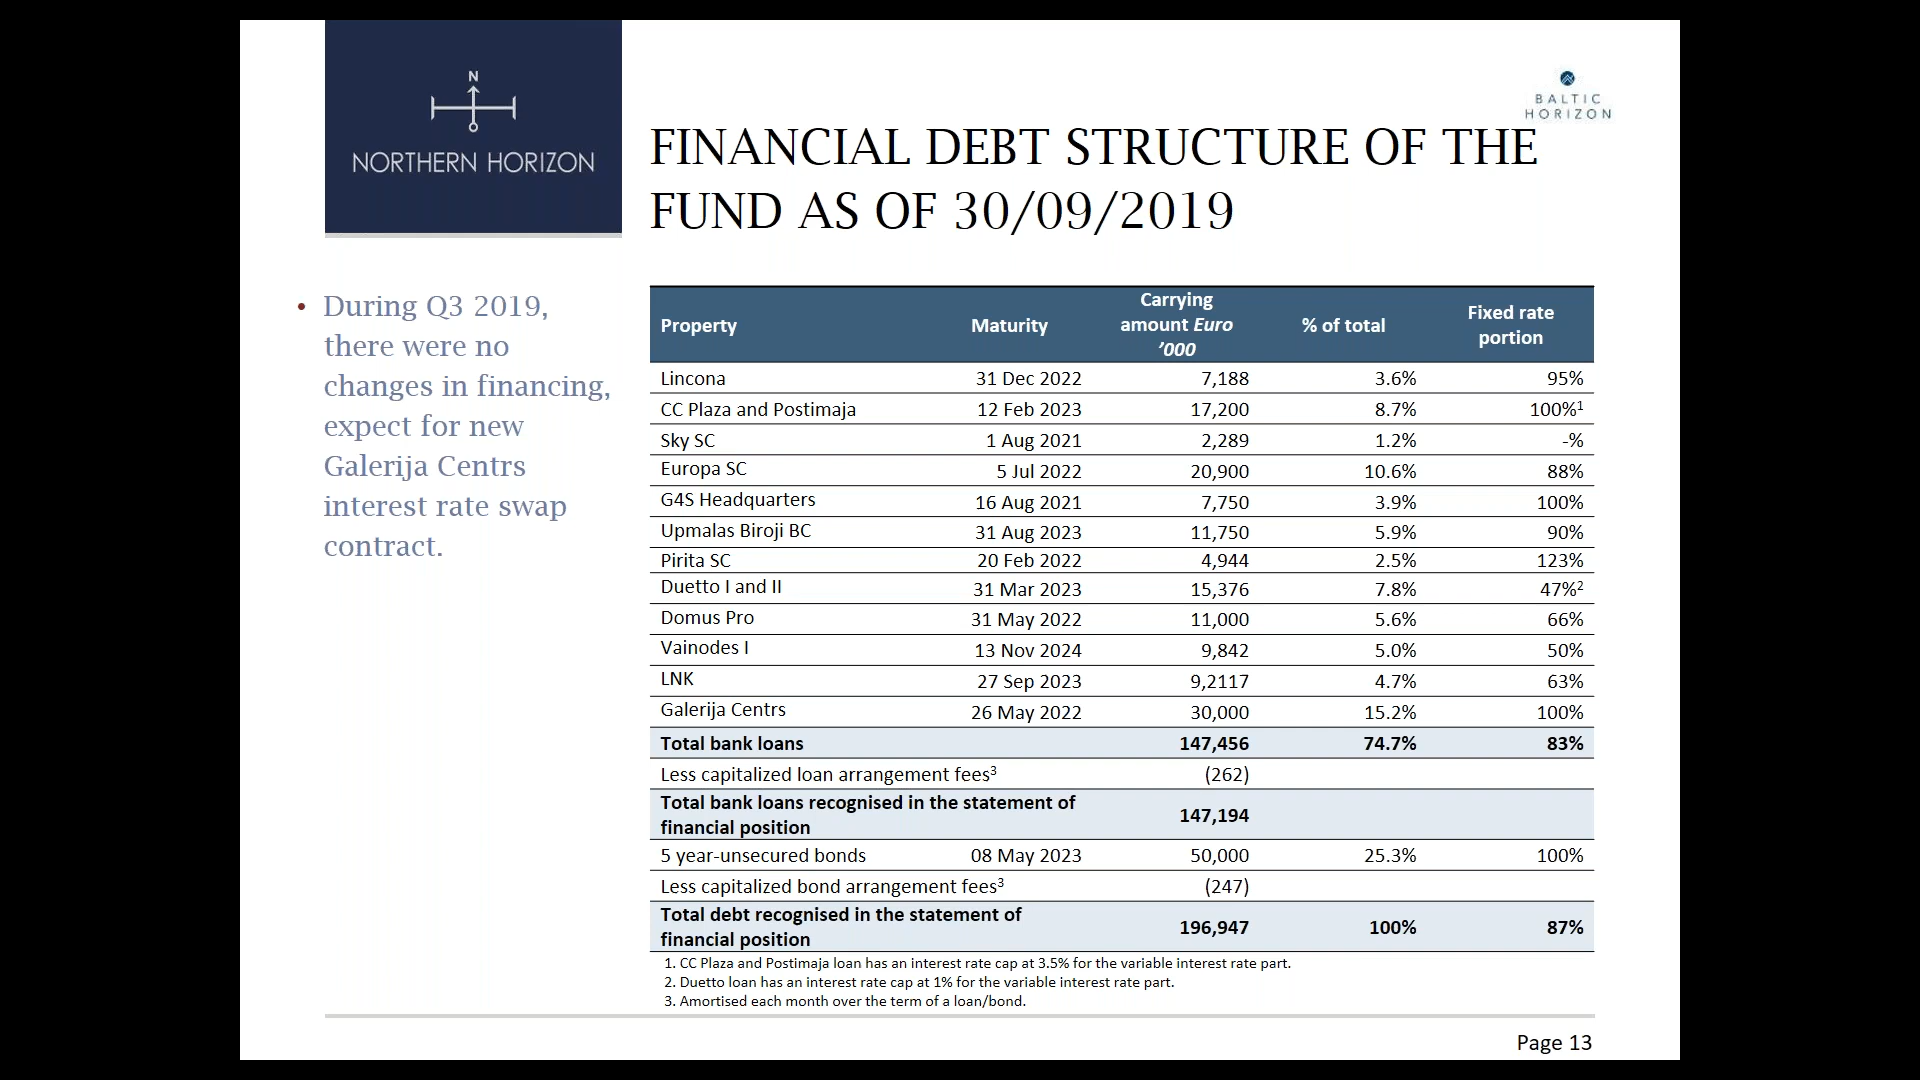 N
NORTHERN HORIZON
BALTIC
HORIZON
FINANCIAL DEBT STRUCTURE OF THE
FUND AS OF 30/09/2019
• During Q3 2019,
there were no
changes in financing,
expect for new
Galerija Centrs
interest rate swap
contract.
Property Maturity Carrying amount Euro '000 % of total Fixed rate portion
Lincona 31 Dec 2022 7,188 3.6% 95%
CC Plaza and Postimaja 12 Feb 2023 17,200 8.7% 100%¹
Sky SC 1 Aug 2021 2,289 1.2% -%
Europa SC 5 Jul 2022 20,900 10.6% 88%
G4S Headquarters 16 Aug 2021 7,750 3.9% 100%
Upmalas Biroji BC 31 Aug 2023 11,750 5.9% 90%
Pirita SC 20 Feb 2022 4,944 2.5% 123%
Duetto I and II 31 Mar 2023 15,376 7.8% 47%²
Domus Pro 31 May 2022 11,000 5.6% 66%
Vainodes I 13 Nov 2024 9,842 5.0% 50%
LNK 27 Sep 2023 9,2117 4.7% 63%
Galerija Centrs 26 May 2022 30,000 15.2% 100%
Total bank loans 147,456 74.7% 83%
Less capitalized loan arrangement fees³ (262)
Total bank loans recognised in the statement of
financial position 147,194
5 year-unsecured bonds 08 May 2023 50,000 25.3% 100%
Less capitalized bond arrangement fees³ (247)
Total debt recognised in the statement of
financial position 196,947 100% 87%
1. CC Plaza and Postimaja loan has an interest rate cap at 3.5% for the variable interest rate part.
2. Duetto loan has an interest rate cap at 1% for the variable interest rate part.
3. Amortised each month over the term of a loan/bond.
Page 13